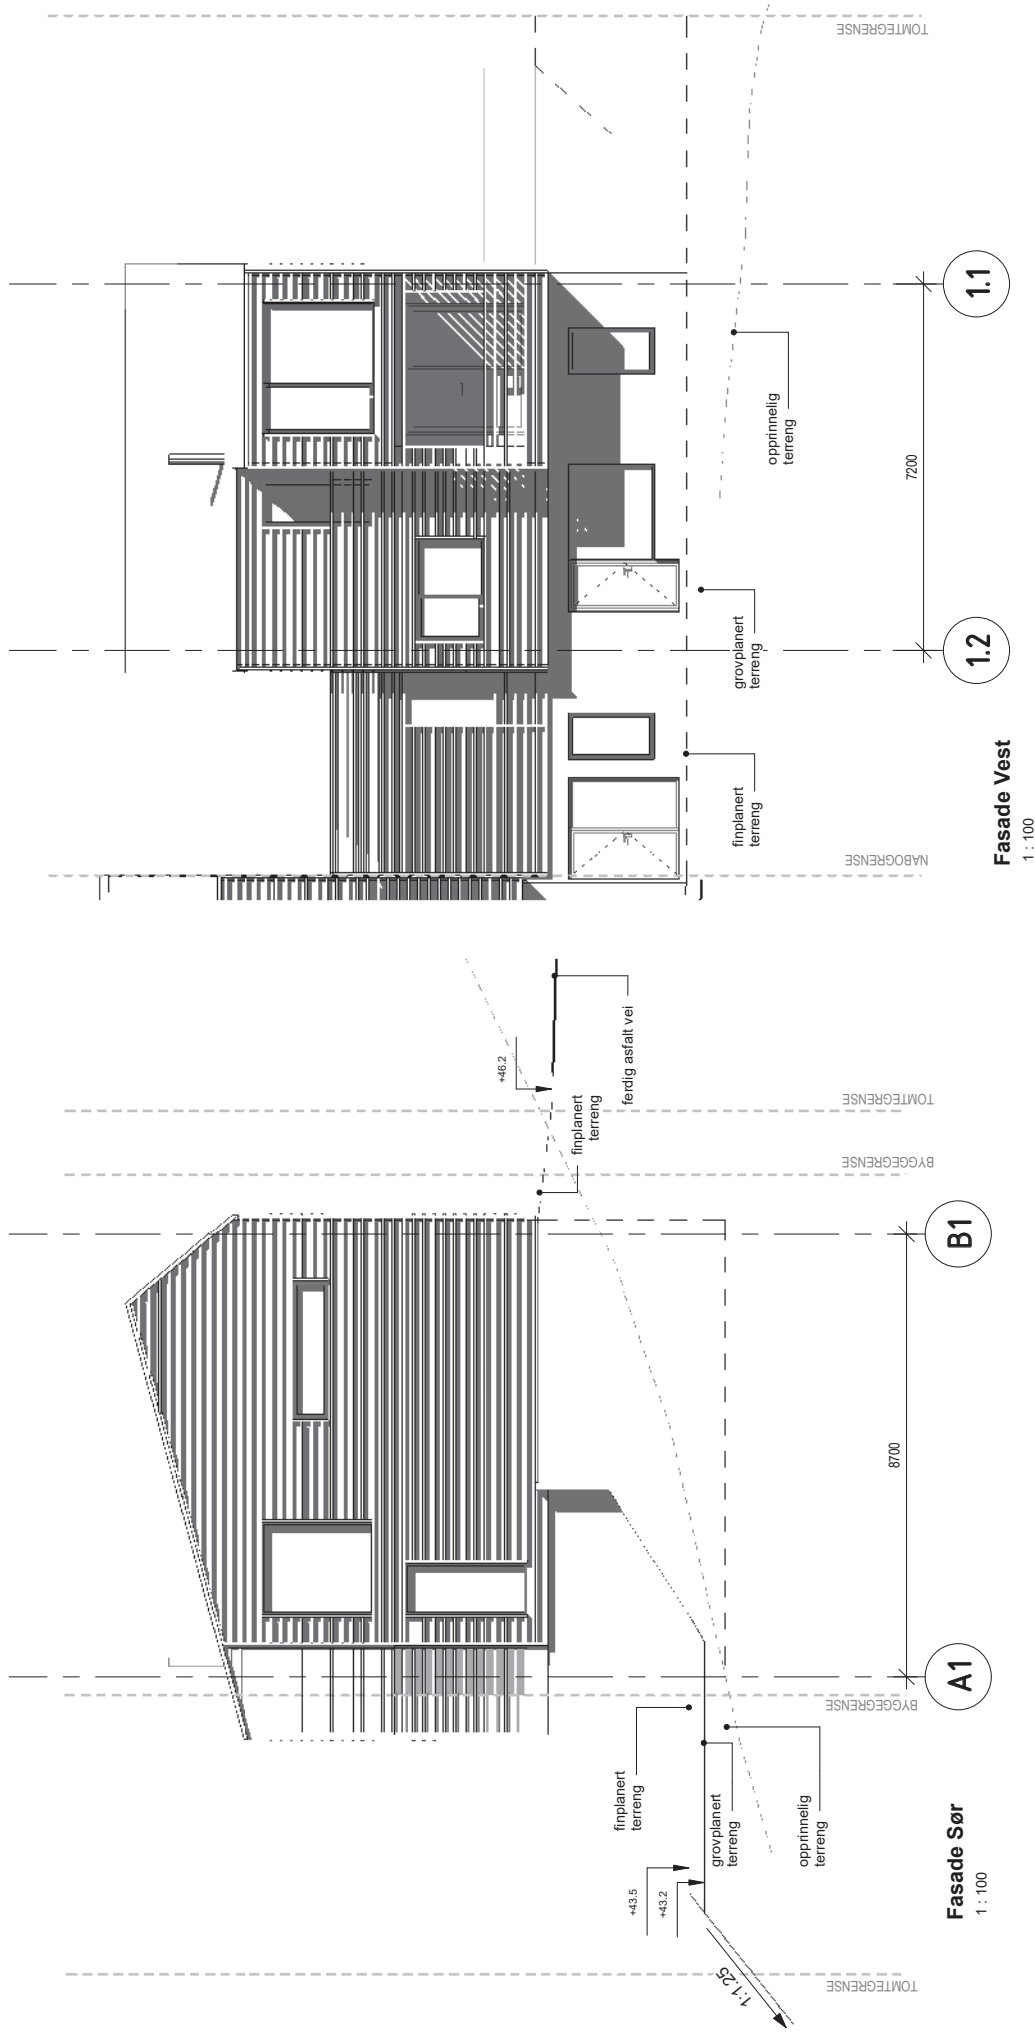 TOMTEGRENSE
opprinnelig
terreng
7200
1.1
grovplanert
terreng
1.2
finplanert
terreng
NABOGRENSE
Fasade Vest
1 : 100
ferdig asfalt vei
+46.2
TOMTEGRENSE
finplanert
terreng
BYGGEGRENSE
B1
8700
A1
BYGGEGRENSE
finplanert
terreng
grovplanert
terreng
opprinnelig
terreng
+43.5
+43.2
Fasade Sør
1 : 100
1:1.25
TOMTEGRENSE